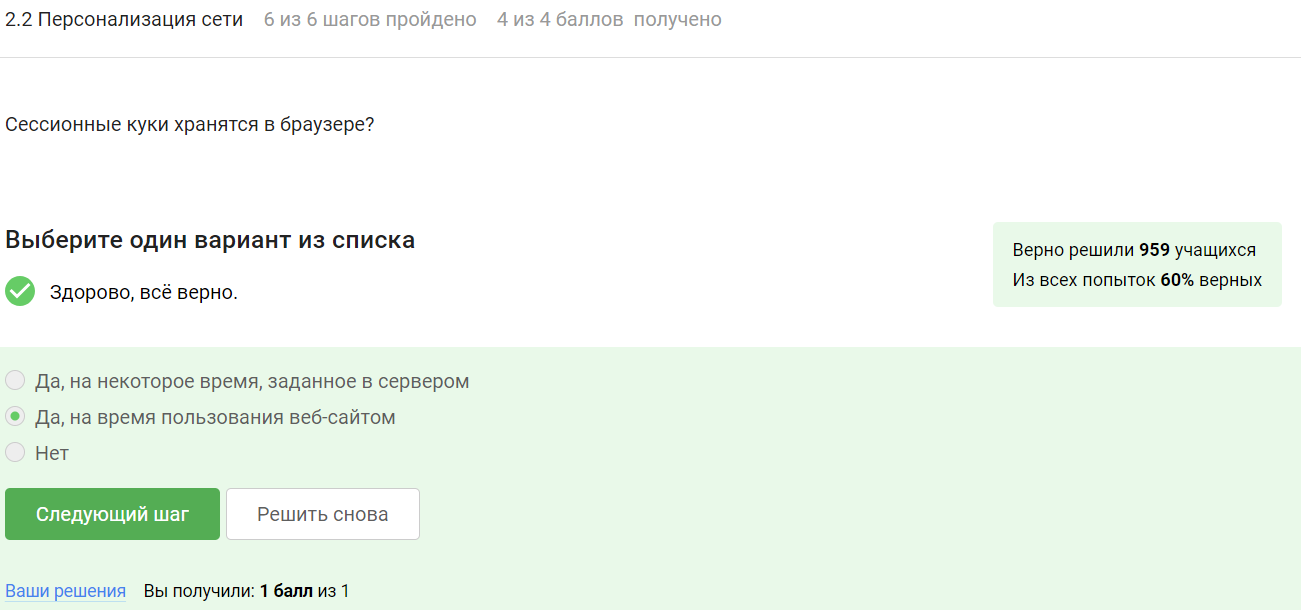 2.2 Персонализация сети 6 из 6 шагов пройдено 4 из 4 баллов получено
Сессионные куки хранятся в браузере?
Выберите один вариант из списка
Здорово, всё верно.
Верно решили 959 учащихся
Из всех попыток 60% верных
Да, на некоторое время, заданное в сервером
Да, на время пользования веб-сайтом
Нет
Следующий шаг Решить снова
Ваши решения Вы получили: 1 балл из 1